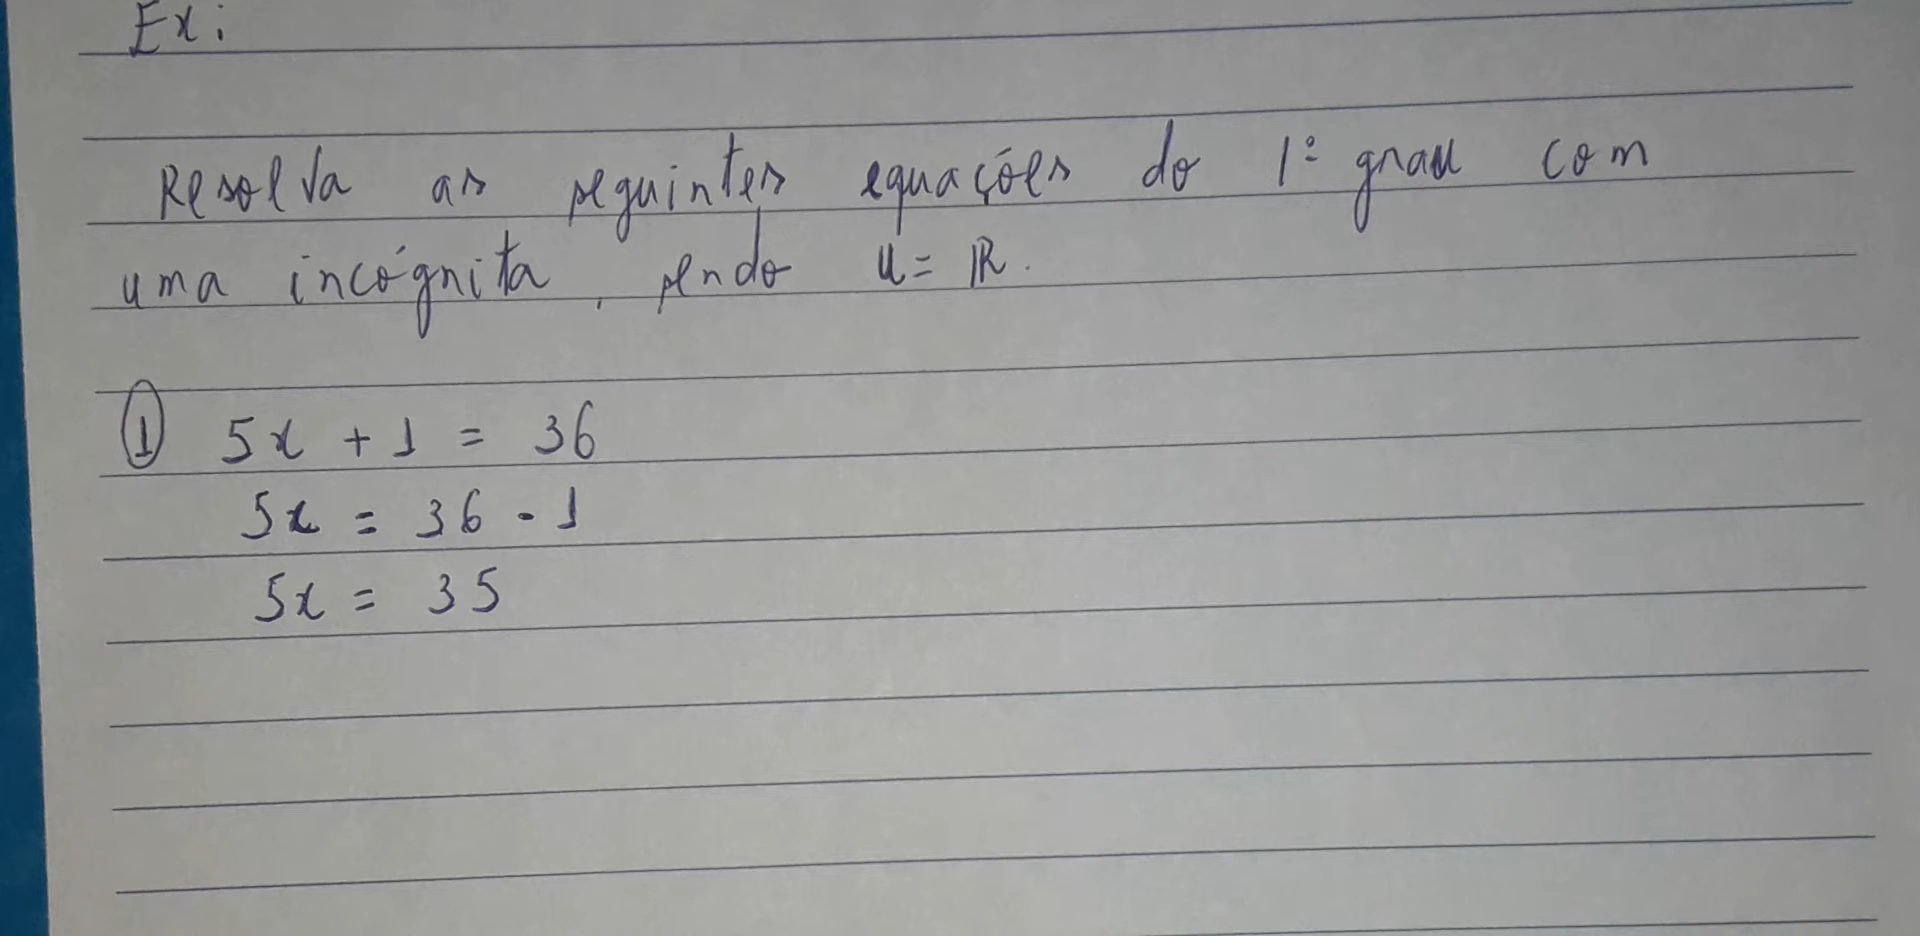 Ex:
Resolva as seguintes equações do 1º grau com
uma incógnita, sendo U = ℝ.
① 5x + 1 = 36
5x = 36 - 1
5x = 35